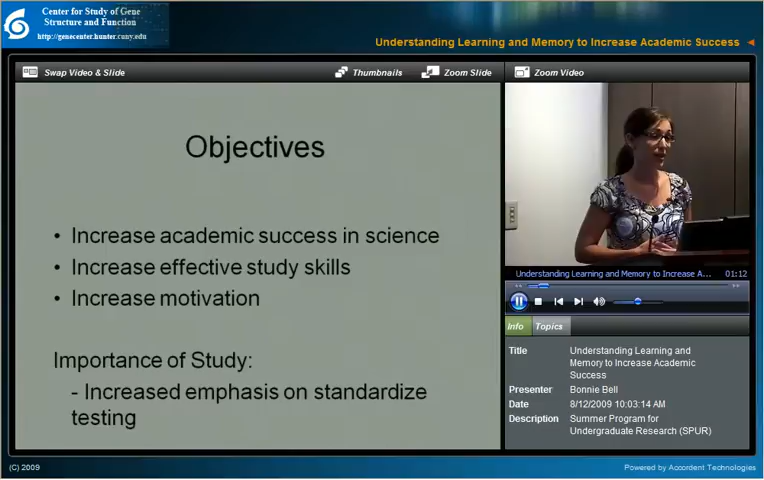 Center for Study of Gene
Structure and Function
http://genecenter.hunter.cuny.edu
Understanding Learning and Memory to Increase Academic Success
Swap Video & Slide
Thumbnails
Zoom Slide
Zoom Video
Objectives
• Increase academic success in science
• Increase effective study skills
• Increase motivation
Importance of Study:
- Increased emphasis on standardize
testing
Understanding Learning and Memory to Increase A... 01:12
Info Topics
Title Understanding Learning and
Memory to Increase Academic
Success
Presenter Bonnie Bell
Date 8/12/2009 10:03:14 AM
Description Summer Program for
Undergraduate Research (SPUR)
(C) 2009
Powered by Accordent Technologies